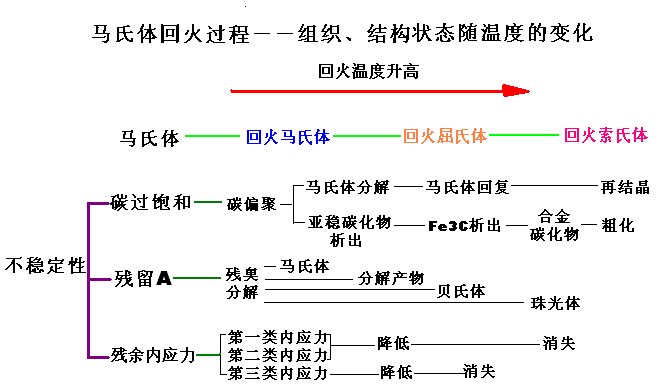 马氏体回火过程－－组织、结构状态随温度的变化
回火温度升高
马氏体 回火马氏体 回火屈氏体 回火索氏体
碳过饱和 碳偏聚 马氏体分解 马氏体回复 再结晶
亚稳碳化物 Fe3C析出 合金 粗化
析出 碳化物
不稳定性
残留A 残奥 马氏体
分解 分解产物
贝氏体
珠光体
残余内应力 第一类内应力 降低 消失
第二类内应力
第三类内应力 降低 消失